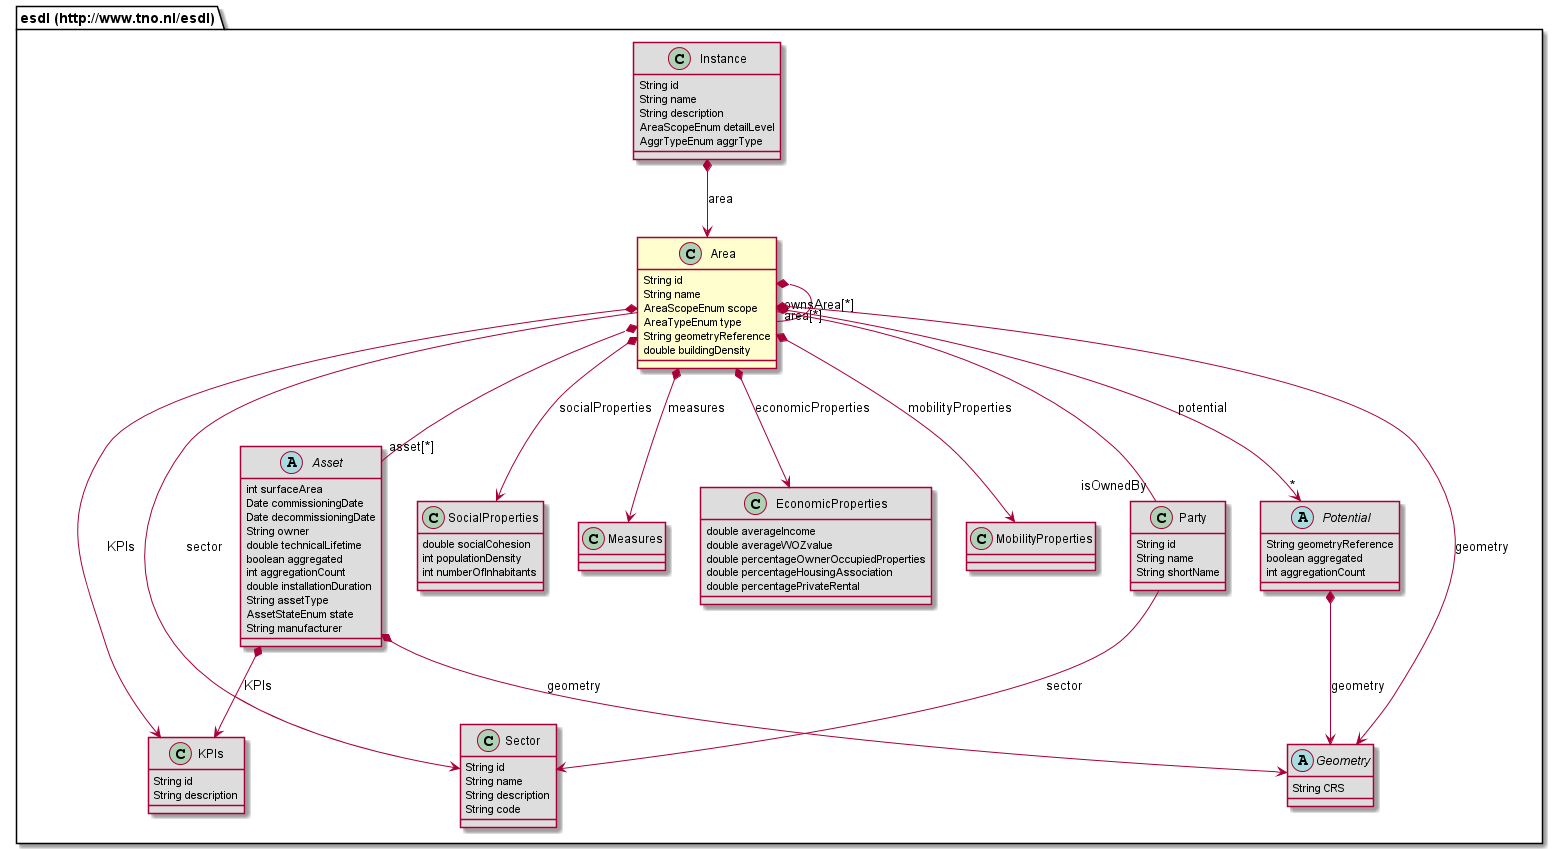 esdl (http://www.tno.nl/esdl)
C Instance
String id
String name
String description
AreaScopeEnum detailLevel
AggrTypeEnum aggrType
area
C Area
String id
String name
AreaScopeEnum scope
AreaTypeEnum type
String geometryReference
double buildingDensity
ownsArea[*]
area[*]
socialProperties
measures
economicProperties
mobilityProperties
potential
asset[*]
isOwnedBy
*
A Asset
int surfaceArea
Date commissioningDate
Date decommissioningDate
String owner
double technicalLifetime
boolean aggregated
int aggregationCount
double installationDuration
String assetType
AssetStateEnum state
String manufacturer
C SocialProperties
double socialCohesion
int populationDensity
int numberOfInhabitants
C Measures
C EconomicProperties
double averageIncome
double averageWOZvalue
double percentageOwnerOccupiedProperties
double percentageHousingAssociation
double percentagePrivateRental
C MobilityProperties
C Party
String id
String name
String shortName
A Potential
String geometryReference
boolean aggregated
int aggregationCount
KPIs
sector
geometry
KPIs
geometry
sector
geometry
C KPIs
String id
String description
C Sector
String id
String name
String description
String code
A Geometry
String CRS